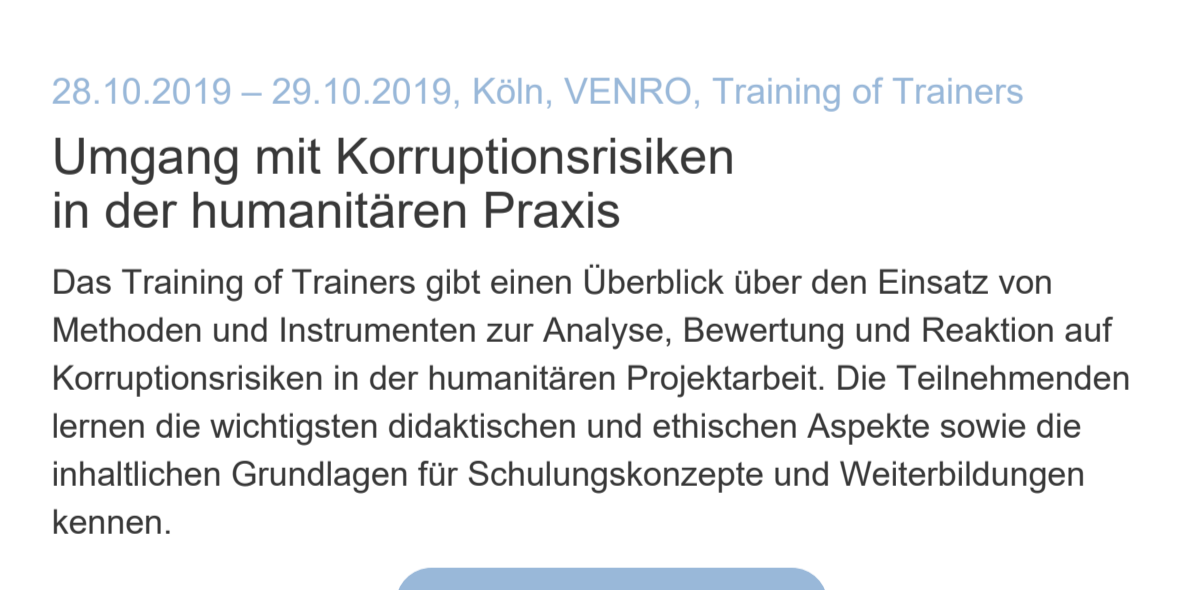 28.10.2019 – 29.10.2019, Köln, VENRO, Training of Trainers
Umgang mit Korruptionsrisiken
in der humanitären Praxis
Das Training of Trainers gibt einen Überblick über den Einsatz von
Methoden und Instrumenten zur Analyse, Bewertung und Reaktion auf
Korruptionsrisiken in der humanitären Projektarbeit. Die Teilnehmenden
lernen die wichtigsten didaktischen und ethischen Aspekte sowie die
inhaltlichen Grundlagen für Schulungskonzepte und Weiterbildungen
kennen.